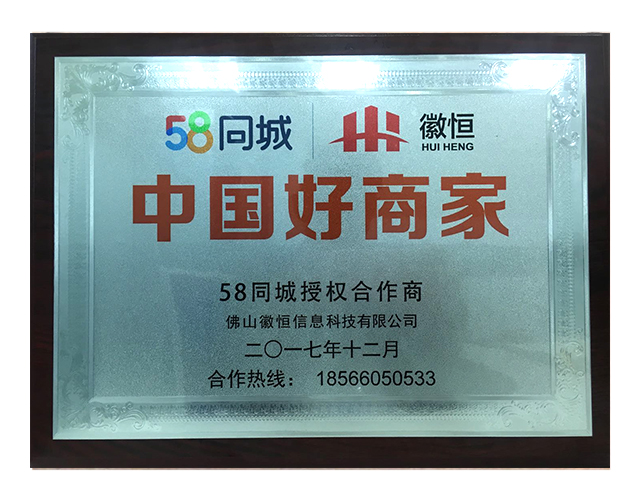 58同城 徽恒
HUI HENG
中国好商家
58同城授权合作商
佛山徽恒信息科技有限公司
二〇一七年十二月
合作热线： 18566050533